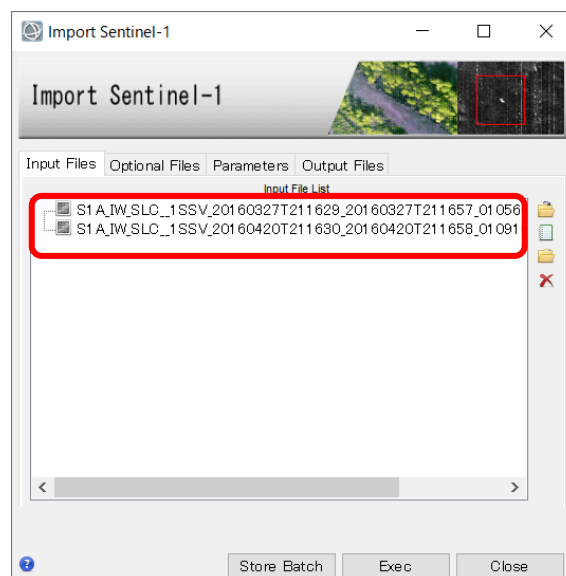 Import Sentinel-1
Import Sentinel-1
Input Files Optional Files Parameters Output Files
Input File List
S1A_IW_SLC__1SSV_20160327T211629_20160327T211657_01056
S1A_IW_SLC__1SSV_20160420T211630_20160420T211658_01091
Store Batch Exec Close